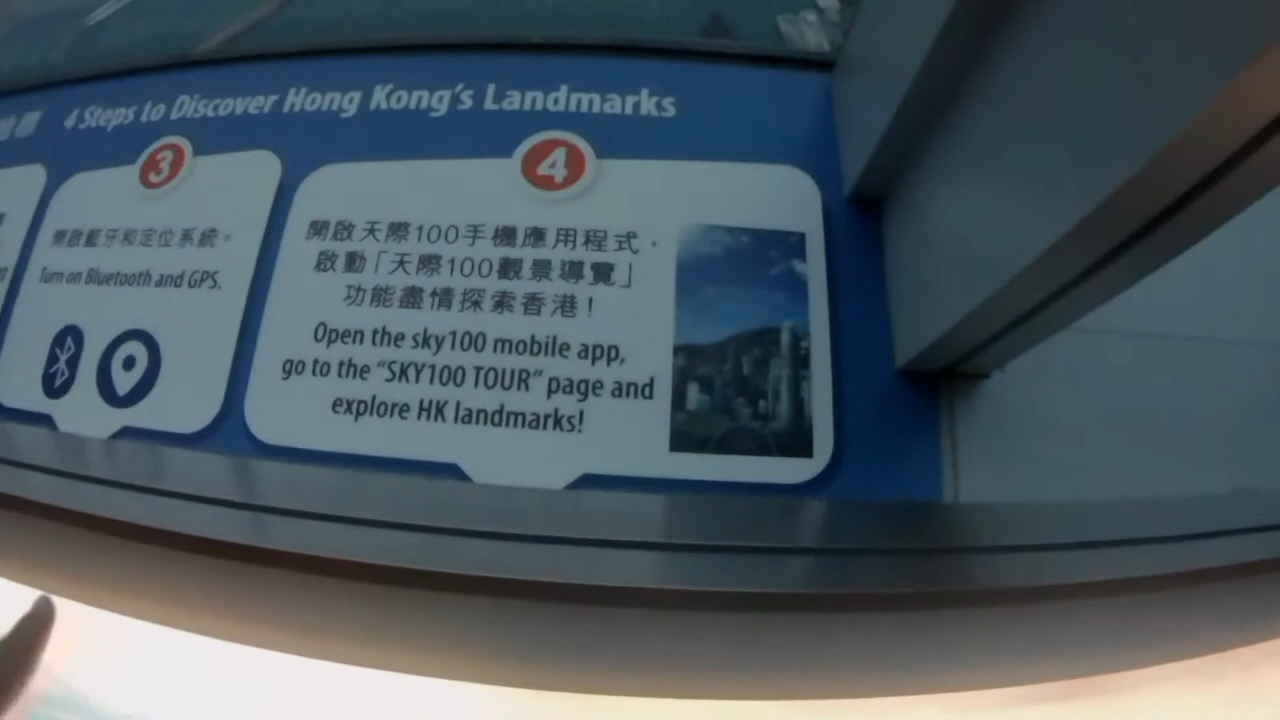 地標 4 Steps to Discover Hong Kong's Landmarks
3
開啟藍牙和定位系統。
Turn on Bluetooth and GPS.
4
開啟天際100手機應用程式，
啟動「天際100觀景導覽」
功能盡情探索香港！
Open the sky100 mobile app,
go to the “SKY100 TOUR” page and
explore HK landmarks!